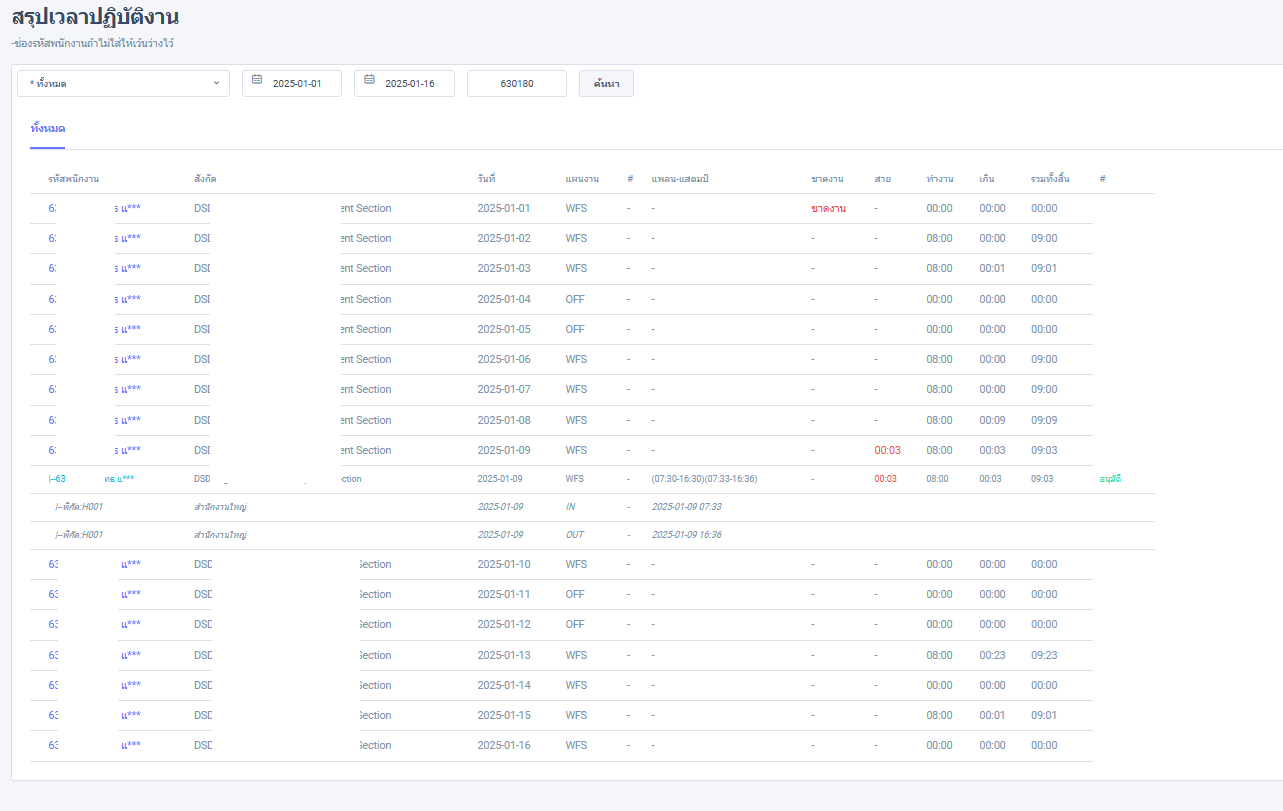 สรุปเวลาปฏิบัติงาน
-ช่องรหัสพนักงานถ้าไม่ใส่ให้เว้นว่างไว้
* ทั้งหมด 2025-01-01 2025-01-16 630180 ค้นหา
ทั้งหมด
รหัสพนักงาน สังกัด วันที่ แผนงาน # แพลน-แสตมป์ ขาดงาน สาย ทำงาน เกิน รวมทั้งสิ้น #
63 ธ แ*** DSD ent Section 2025-01-01 WFS - - ขาดงาน - 00:00 00:00 00:00
63 ธ แ*** DSD ent Section 2025-01-02 WFS - - - - 08:00 00:00 09:00
63 ธ แ*** DSD ent Section 2025-01-03 WFS - - - - 08:00 00:01 09:01
63 ธ แ*** DSD ent Section 2025-01-04 OFF - - - - 00:00 00:00 00:00
63 ธ แ*** DSD ent Section 2025-01-05 OFF - - - - 00:00 00:00 00:00
63 ธ แ*** DSD ent Section 2025-01-06 WFS - - - - 08:00 00:00 09:00
63 ธ แ*** DSD ent Section 2025-01-07 WFS - - - - 08:00 00:00 09:00
63 ธ แ*** DSD ent Section 2025-01-08 WFS - - - - 08:00 00:09 09:09
63 ธ แ*** DSD ent Section 2025-01-09 WFS - - - 00:03 08:00 00:03 09:03
|--63 ทธ แ*** DSD ection 2025-01-09 WFS - (07:30-16:30)(07:33-16:36) - 00:03 08:00 00:03 09:03 อนุมัติ
|--พิกัด:H001 สำนักงานใหญ่ 2025-01-09 IN - 2025-01-09 07:33
|--พิกัด:H001 สำนักงานใหญ่ 2025-01-09 OUT - 2025-01-09 16:36
63 แ*** DSD Section 2025-01-10 WFS - - - - 00:00 00:00 00:00
63 แ*** DSD Section 2025-01-11 OFF - - - - 00:00 00:00 00:00
63 แ*** DSD Section 2025-01-12 OFF - - - - 00:00 00:00 00:00
63 แ*** DSD Section 2025-01-13 WFS - - - - 08:00 00:23 09:23
63 แ*** DSD Section 2025-01-14 WFS - - - - 00:00 00:00 00:00
63 แ*** DSD Section 2025-01-15 WFS - - - - 08:00 00:01 09:01
63 แ*** DSD Section 2025-01-16 WFS - - - - 00:00 00:00 00:00